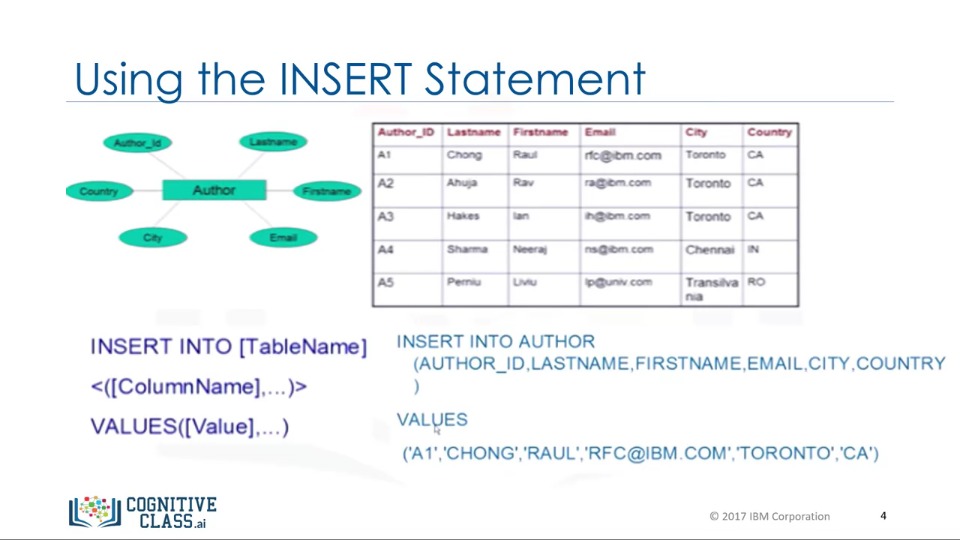 Using the INSERT Statement
Author_Id
Lastname
Country
Author
Firstname
City
Email
Author_ID Lastname Firstname Email City Country
A1 Chong Raul rfc@ibm.com Toronto CA
A2 Ahuja Rav ra@ibm.com Toronto CA
A3 Hakes Ian ih@ibm.com Toronto CA
A4 Sharma Neeraj ns@ibm.com Chennai IN
A5 Perniu Liviu lp@univ.com Transilva RO
nia
INSERT INTO [TableName]
<([ColumnName],...)>
VALUES([Value],...)
INSERT INTO AUTHOR
(AUTHOR_ID,LASTNAME,FIRSTNAME,EMAIL,CITY,COUNTRY
)
VALUES
('A1','CHONG','RAUL','RFC@IBM.COM','TORONTO','CA')
COGNITIVE
CLASS.ai
© 2017 IBM Corporation
4